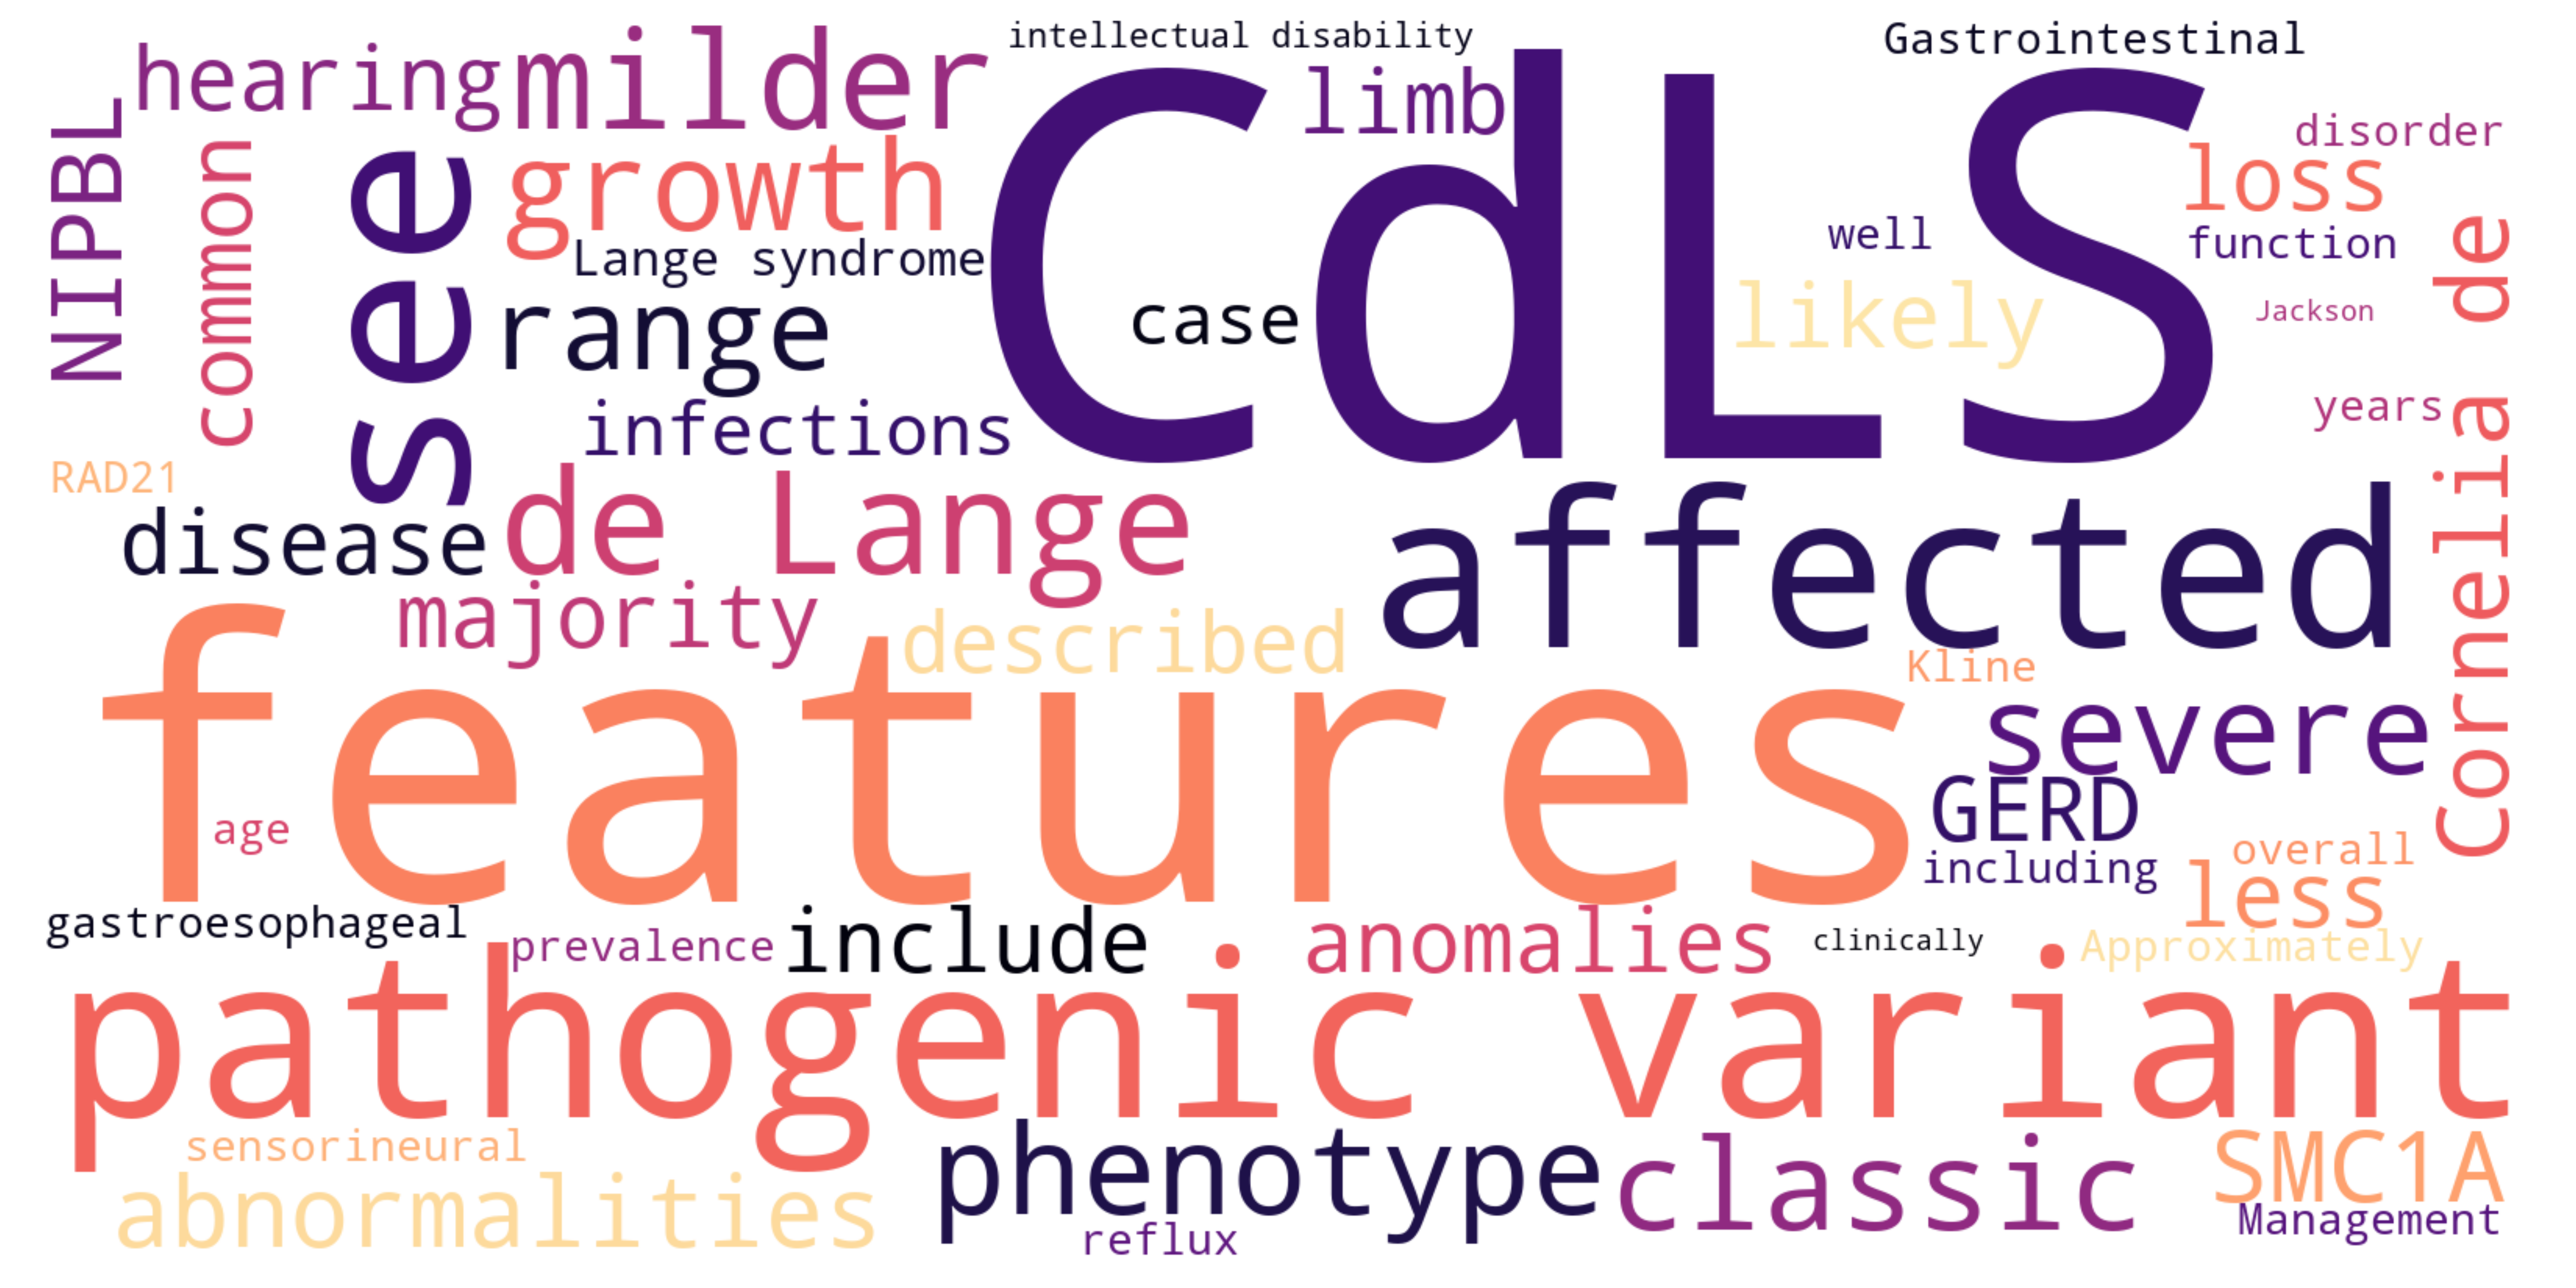 intellectual disability
Gastrointestinal
hearing
milder
CdLS
limb
disorder
NIPBL
common
see
growth
loss
well
function
Lange syndrome
range
case
likely
Jackson
Cornelia de
years
infections
RAD21
disease
de Lange
affected
majority
described
Kline
features
severe
GERD
age
including
overall
less
gastroesophageal
prevalence
include
anomalies
clinically
Approximately
pathogenic variant
sensorineural
phenotype
classic
SMC1A
abnormalities
reflux
Management